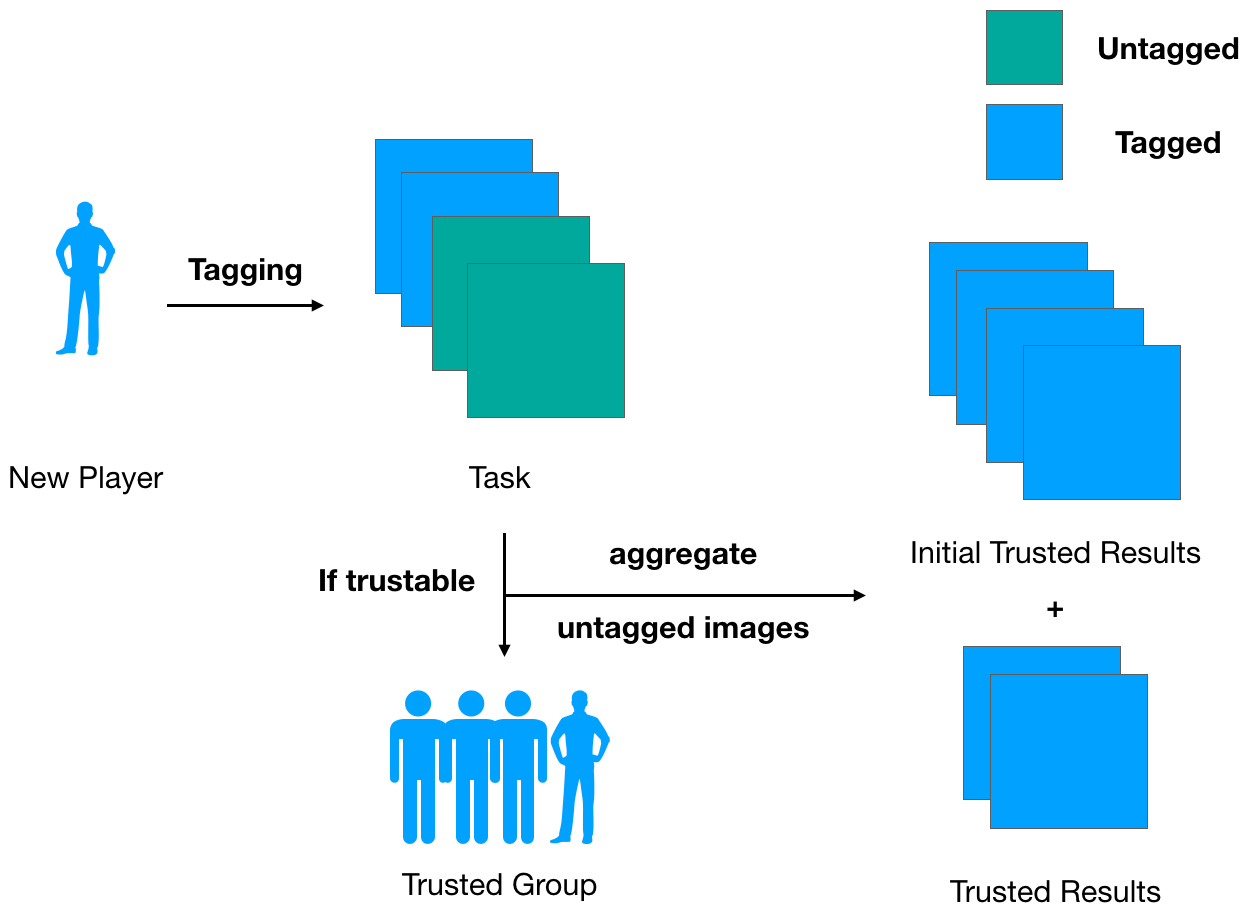 Untagged
Tagged
Tagging
New Player
Task
If trustable
aggregate
untagged images
Initial Trusted Results
+
Trusted Group
Trusted Results